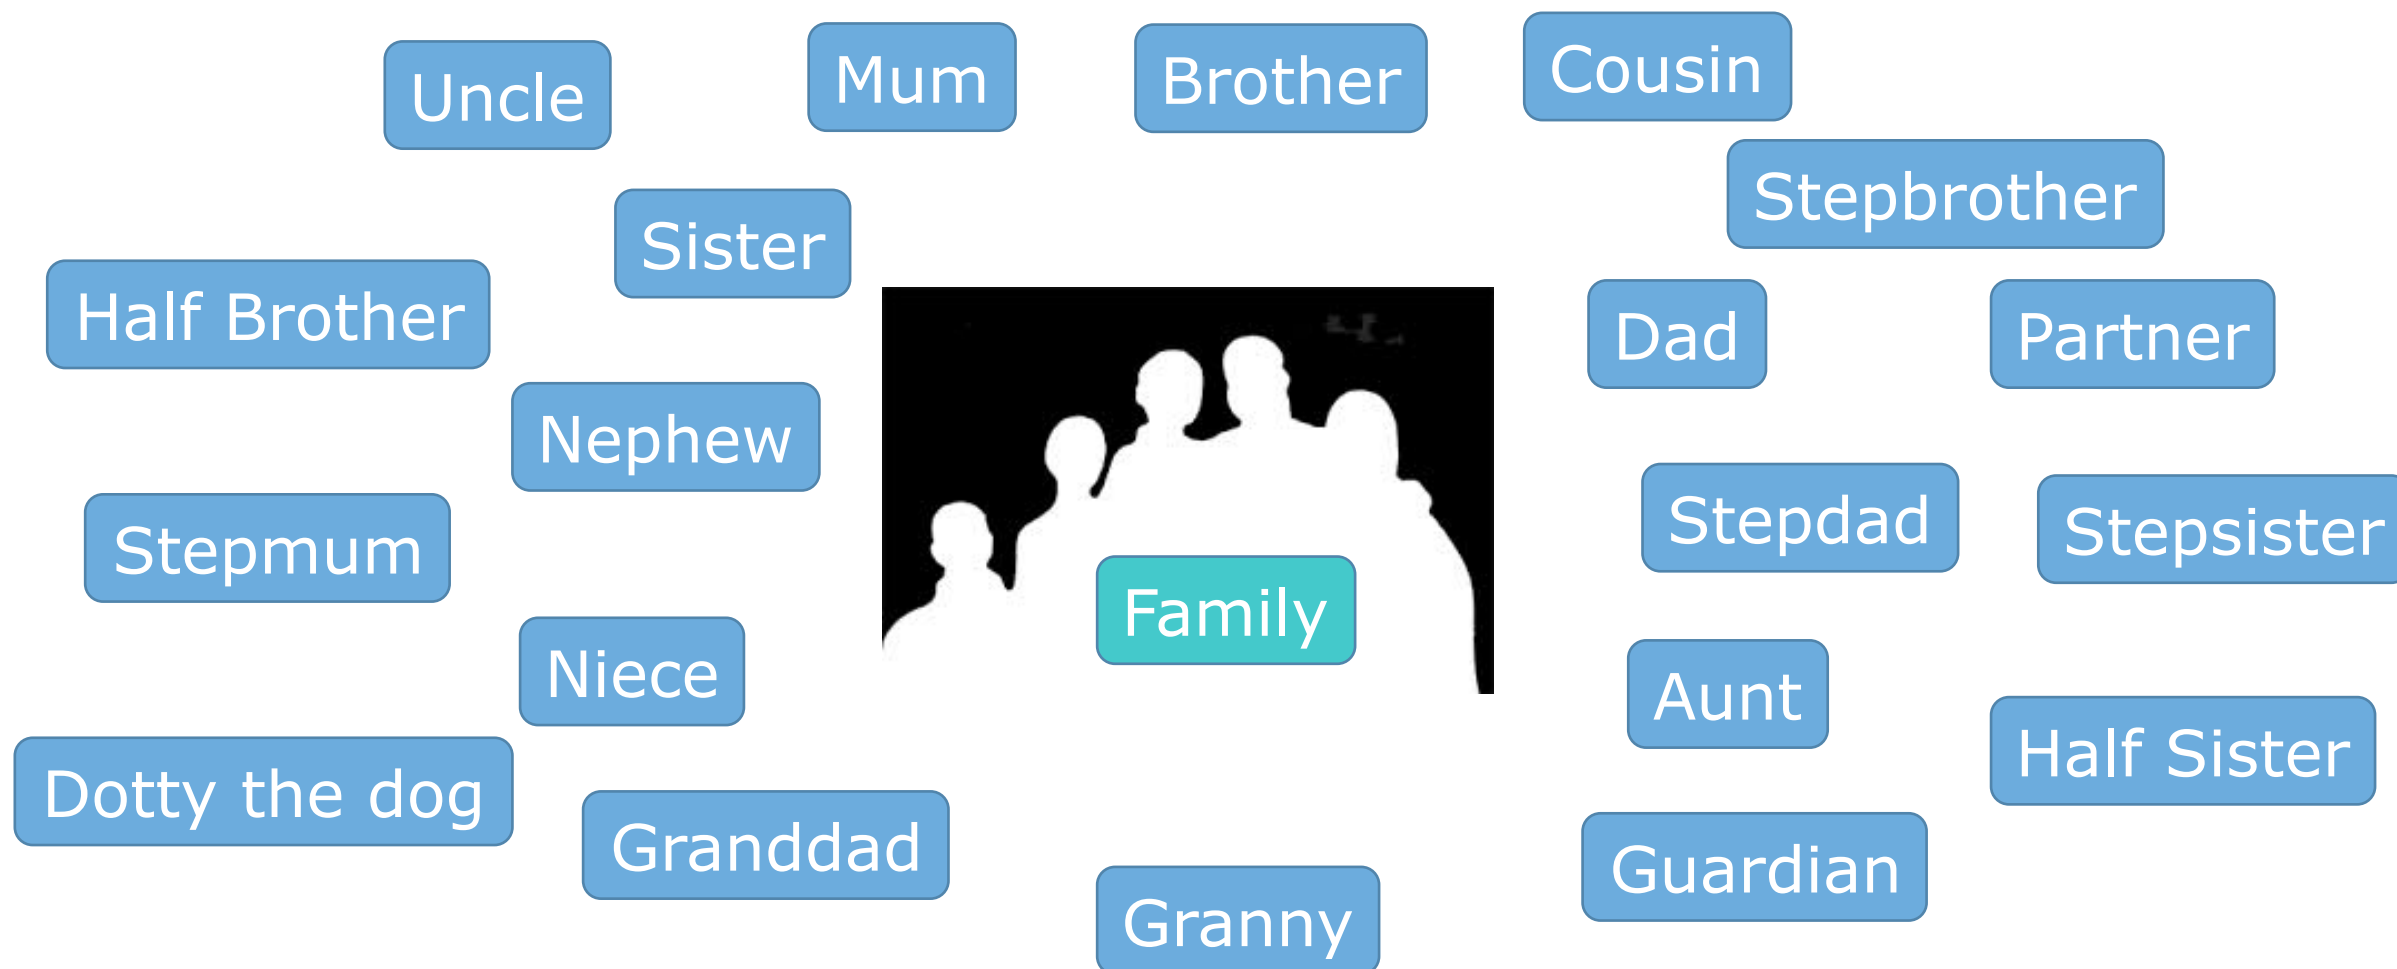 Uncle
Mum
Brother
Cousin
Stepbrother
Sister
Half Brother
Dad
Partner
Nephew
Stepmum
Stepdad
Stepsister
Family
Niece
Aunt
Half Sister
Dotty the dog
Granddad
Guardian
Granny